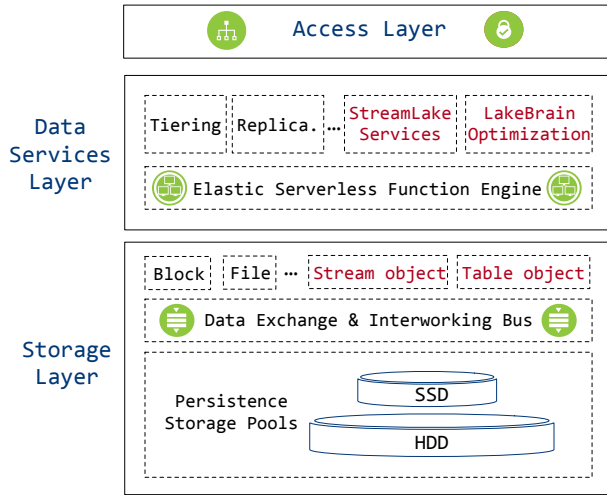 Access Layer
Data
Services
Layer
Tiering
Replica.
...
StreamLake
Services
LakeBrain
Optimization
Elastic Serverless Function Engine
Storage
Layer
Block
File
...
Stream object
Table object
Data Exchange & Interworking Bus
Persistence
Storage Pools
SSD
HDD